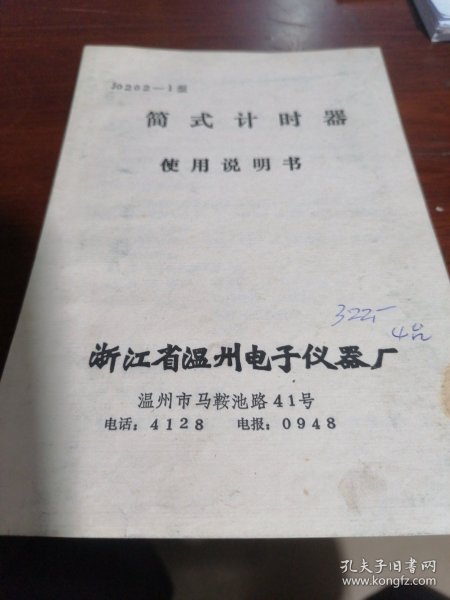 J0202—1型
简式计时器
使用说明书
322
4台
浙江省温州电子仪器厂
温州市马鞍池路41号
电话：4128 电报：0948
孔夫子旧书网
www.kongfz.com